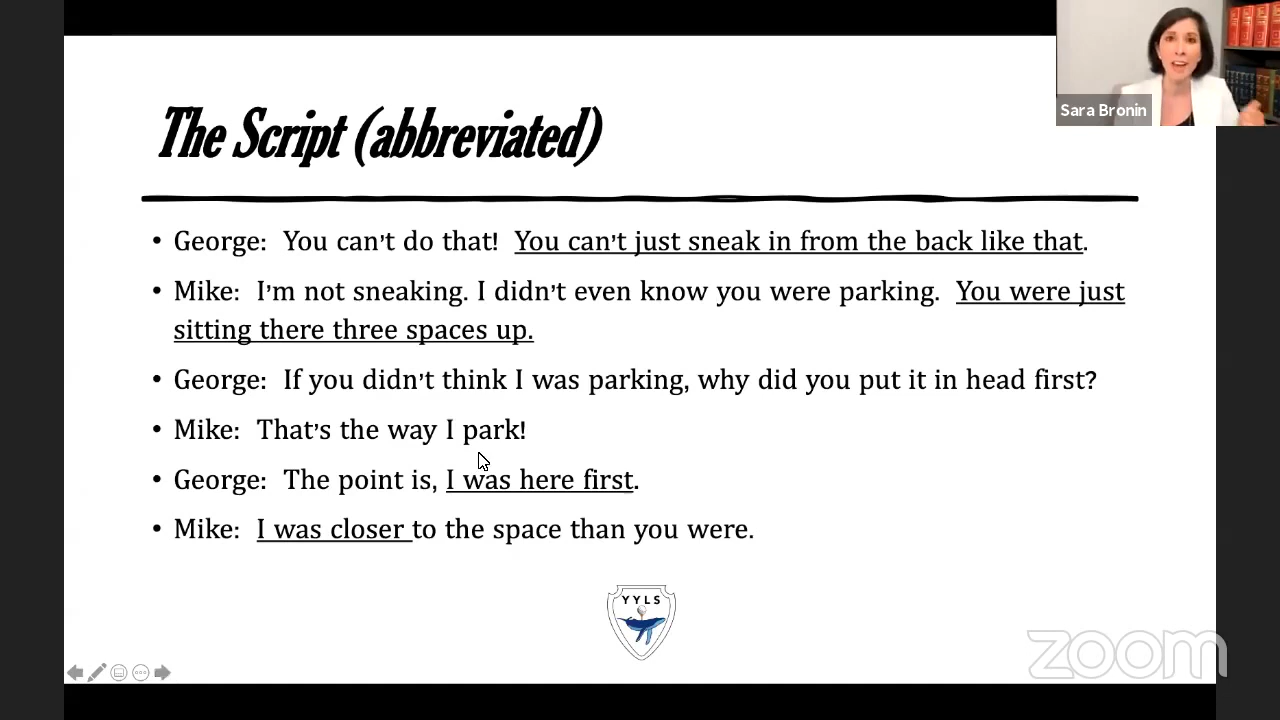 Sara Bronin
The Script (abbreviated)
• George: You can't do that! You can't just sneak in from the back like that.
• Mike: I'm not sneaking. I didn't even know you were parking. You were just
sitting there three spaces up.
• George: If you didn't think I was parking, why did you put it in head first?
• Mike: That's the way I park!
• George: The point is, I was here first.
• Mike: I was closer to the space than you were.
YYLS
zoom